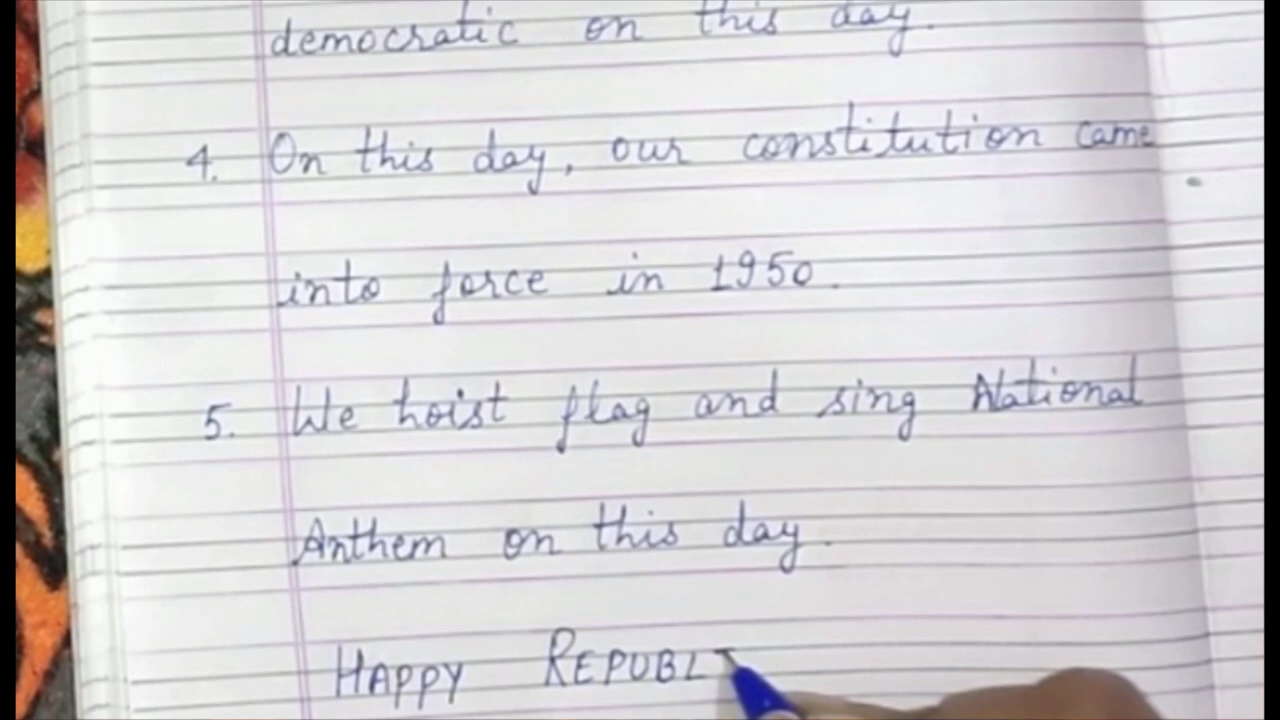 democratic on this day.
4. On this day, our constitution came
into force in 1950.
5. We hoist flag and sing National
Anthem on this day.
HAPPY REPUBL